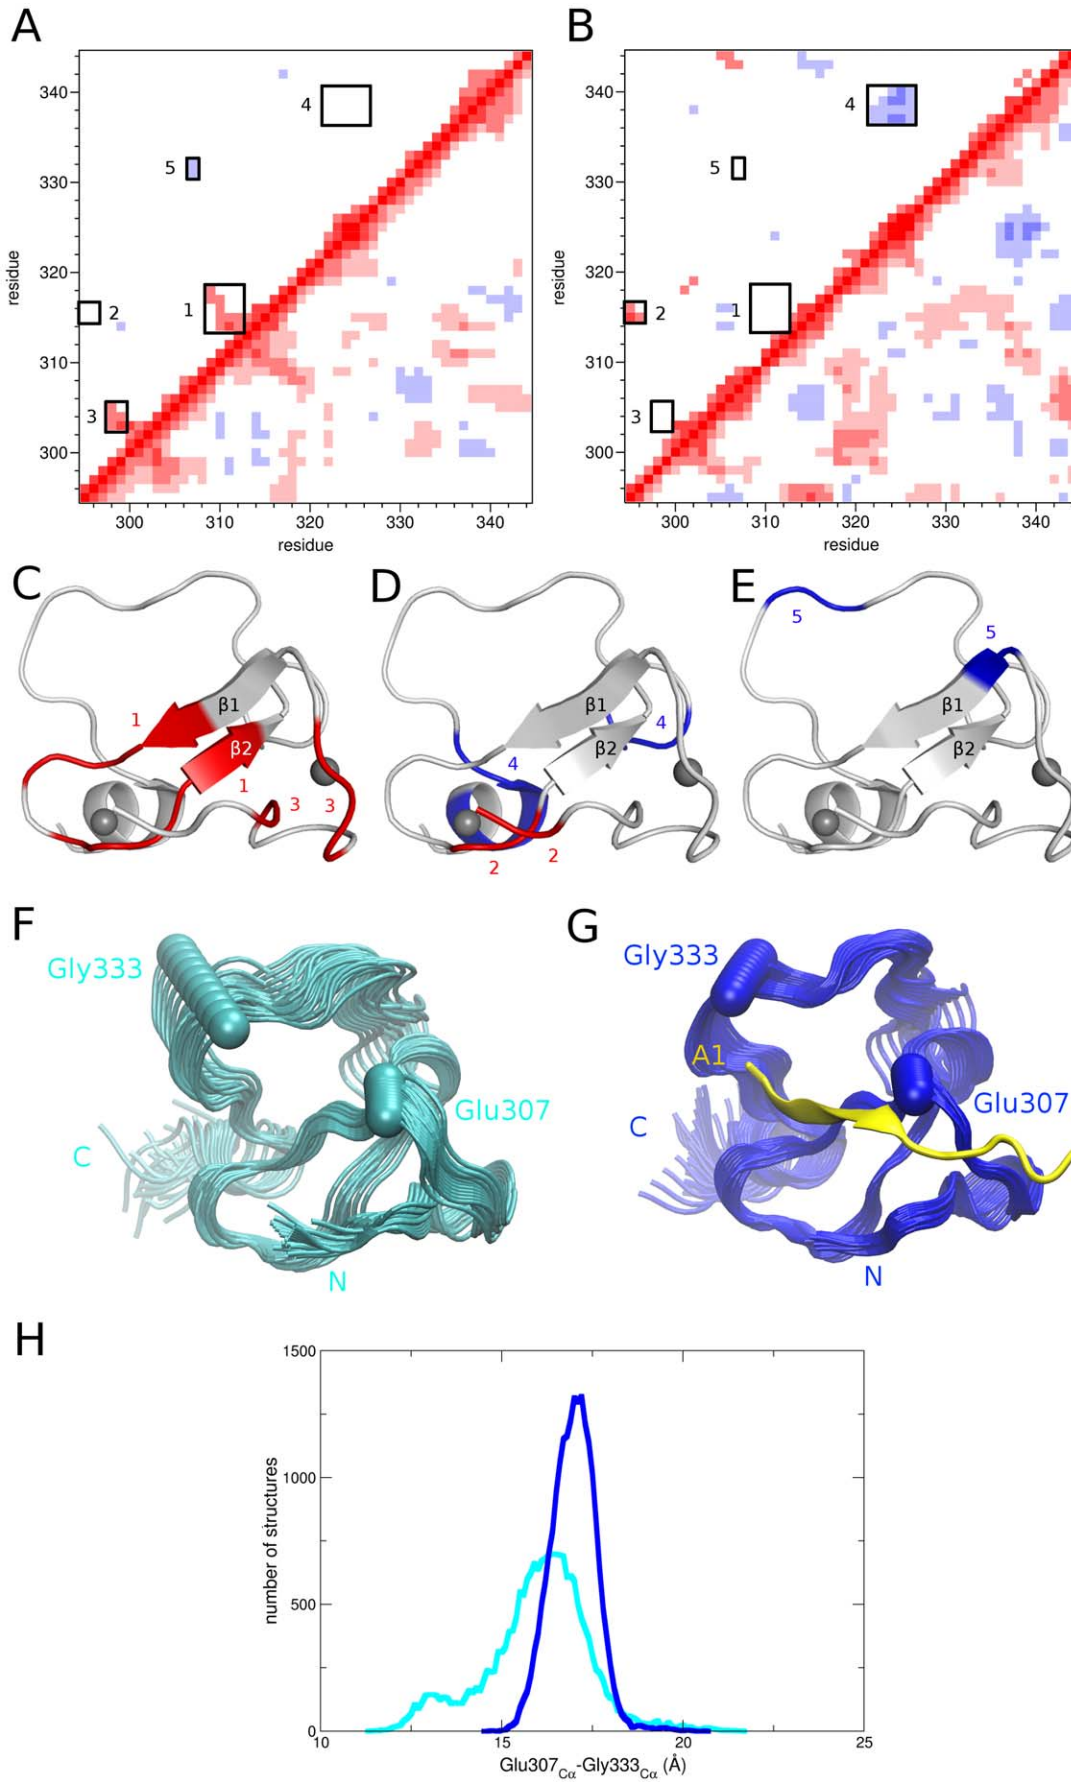 A
B
340
330
320
310
300
residue
4
5
1
2
3
300
310
320
330
340
residue
340
330
320
310
300
residue
4
5
1
2
3
300
310
320
330
340
residue
C
D
E
1
β1
β2
1
3
3
β1
β2
4
4
2
2
5
5
β1
β2
F
G
Gly333
Glu307
C
N
Gly333
A1
Glu307
C
N
H
1500
1000
500
0
number of structures
10
15
20
25
Glu307Cα-Gly333Cα (Å)